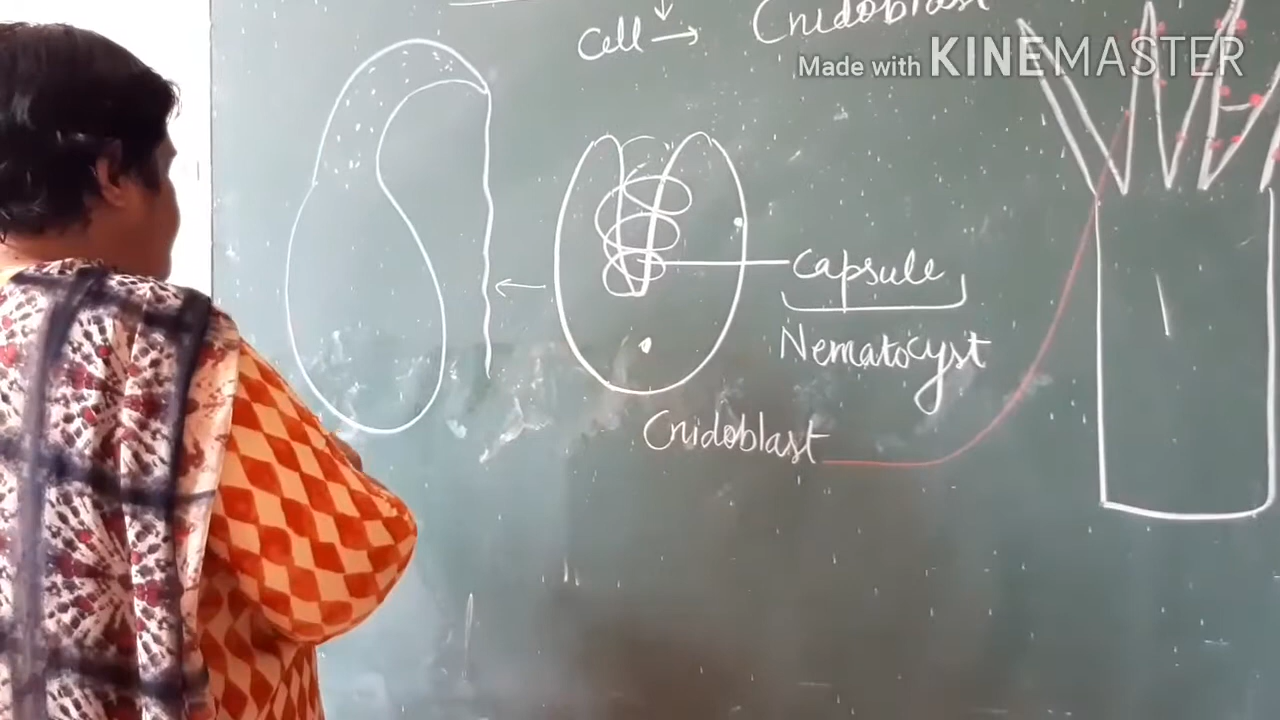 Cell → Cnidoblast
Made with KINEMASTER
Capsule
Nematocyst
Cnidoblast